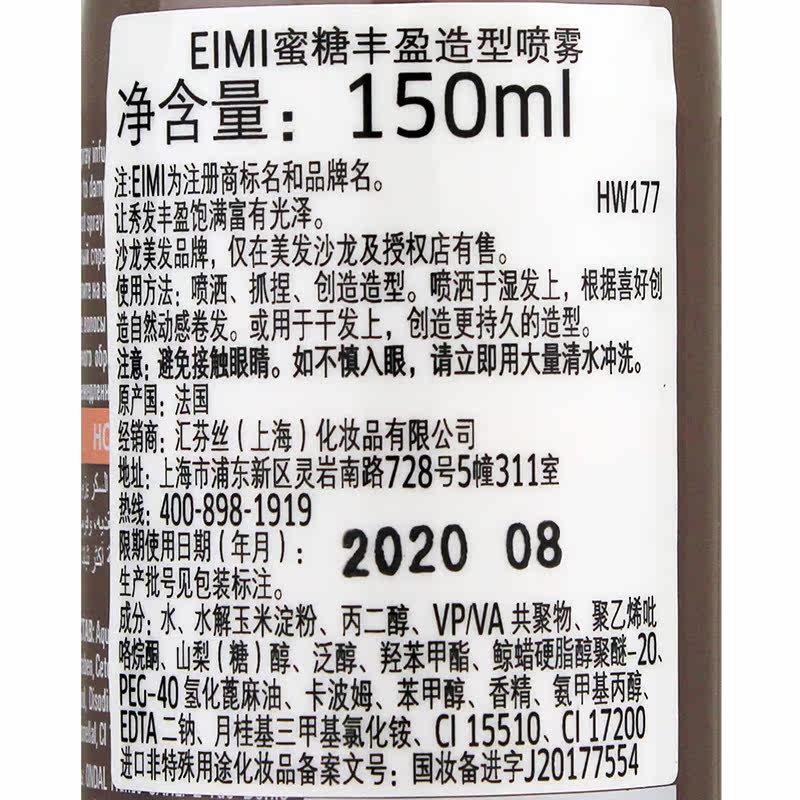 EIMI蜜糖丰盈造型喷雾
净含量：150ml
注:EIMI为注册商标名和品牌名。
HW177
让秀发丰盈饱满富有光泽。
沙龙美发品牌，仅在美发沙龙及授权店有售。
使用方法：喷洒、抓捏、创造造型。喷洒于湿发上，根据喜好创
造自然动感卷发。或用于干发上，创造更持久的造型。
注意：避免接触眼睛。如不慎入眼，请立即用大量清水冲洗。
原产国：法国
经销商：汇芬丝（上海）化妆品有限公司
地址：上海市浦东新区灵岩南路728号5幢311室
热线：400-898-1919
限期使用日期（年月）：2020 08
生产批号见包装标注。
成分：水、水解玉米淀粉、丙二醇、VP/VA 共聚物、聚乙烯吡
咯烷酮、山梨（糖）醇、泛醇、羟苯甲酯、鲸蜡硬脂醇聚醚-20、
PEG-40 氢化蓖麻油、卡波姆、苯甲醇、香精、氨甲基丙醇、
EDTA 二钠、月桂基三甲基氯化铵、CI 15510、CI 17200
进口非特殊用途化妆品备案文号：国妆备进字J20177554